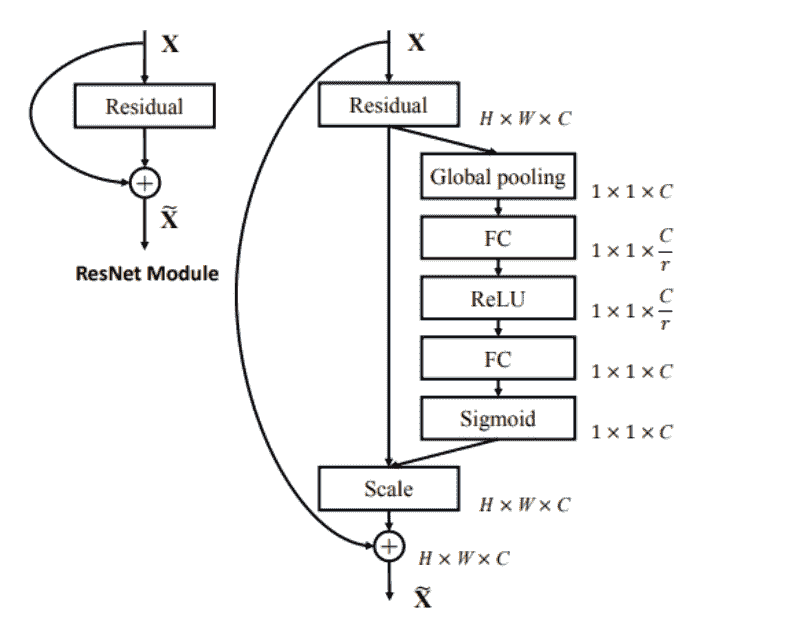 X
Residual
+
X̃
ResNet Module
X
Residual
H × W × C
Global pooling
1 × 1 × C
FC
1 × 1 × C/r
ReLU
1 × 1 × C/r
FC
1 × 1 × C
Sigmoid
1 × 1 × C
Scale
H × W × C
+
H × W × C
X̃